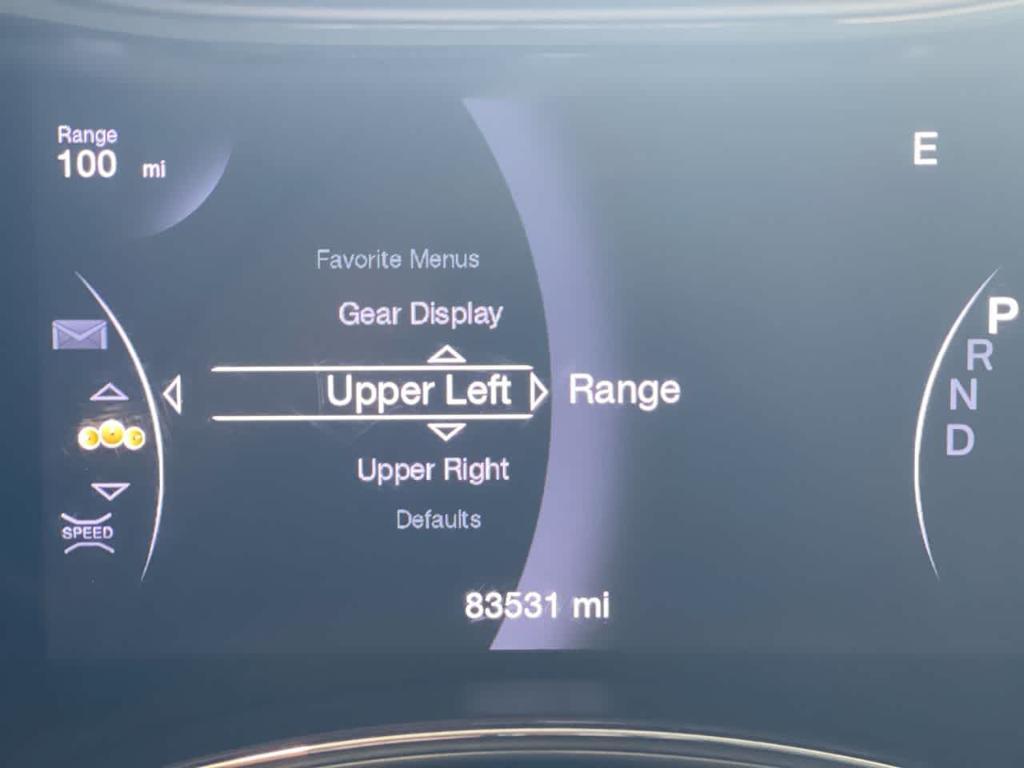 Range
100 mi
E
Favorite Menus
Gear Display
Upper Left Range
Upper Right
Defaults
SPEED
P
R
N
D
83531 mi